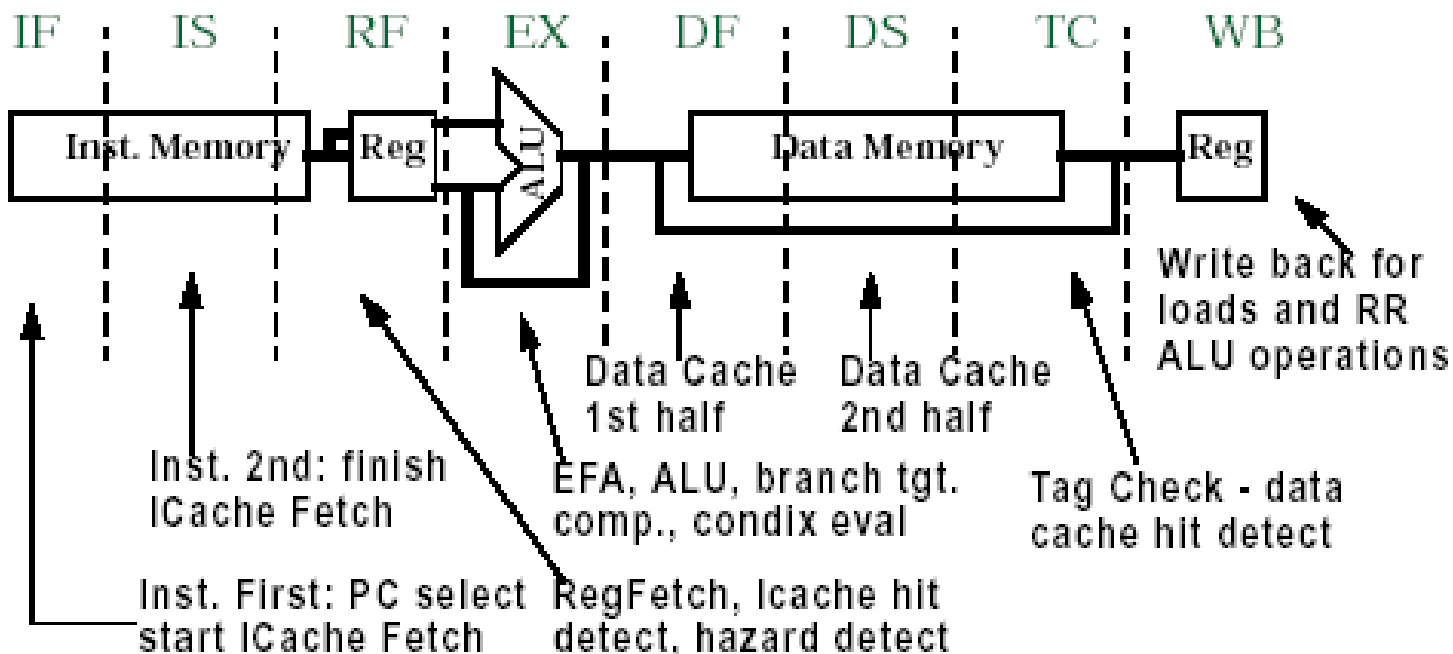 IF IS RF EX DF DS TC WB
Inst. Memory Reg ALU Data Memory Reg
Write back for
loads and RR
ALU operations
Data Cache
1st half
Data Cache
2nd half
Inst. 2nd: finish
ICache Fetch
EFA, ALU, branch tgt.
comp., condix eval
Tag Check - data
cache hit detect
Inst. First: PC select
start ICache Fetch
RegFetch, Icache hit
detect, hazard detect